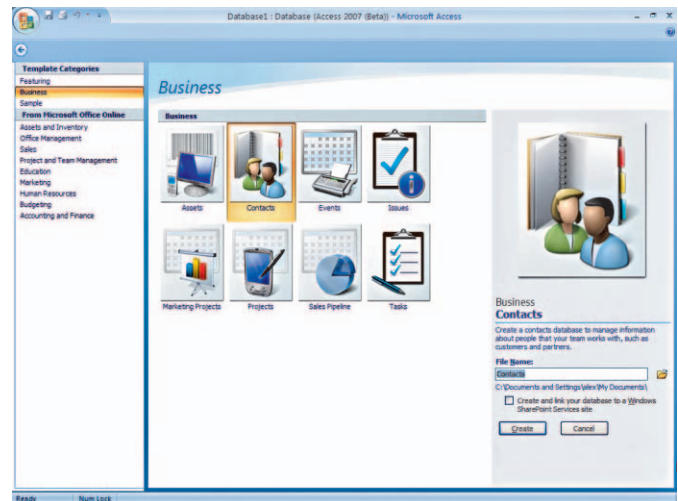 Database1 : Database (Access 2007 (Beta)) - Microsoft Access
Template Categories
Featuring
Business
Sample
From Microsoft Office Online
Assets and Inventory
Office Management
Sales
Project and Team Management
Education
Marketing
Human Resources
Budgeting
Accounting and Finance
Business
Business
Assets
Contacts
Events
Issues
Marketing Projects
Projects
Sales Pipeline
Tasks
Business
Contacts
Create a contacts database to manage information
about people that your team works with, such as
customers and partners.
File Name:
Contacts
C:\Documents and Settings\alex\My Documents\
Create and link your database to a Windows
SharePoint Services site
Create
Cancel
Ready
Num Lock